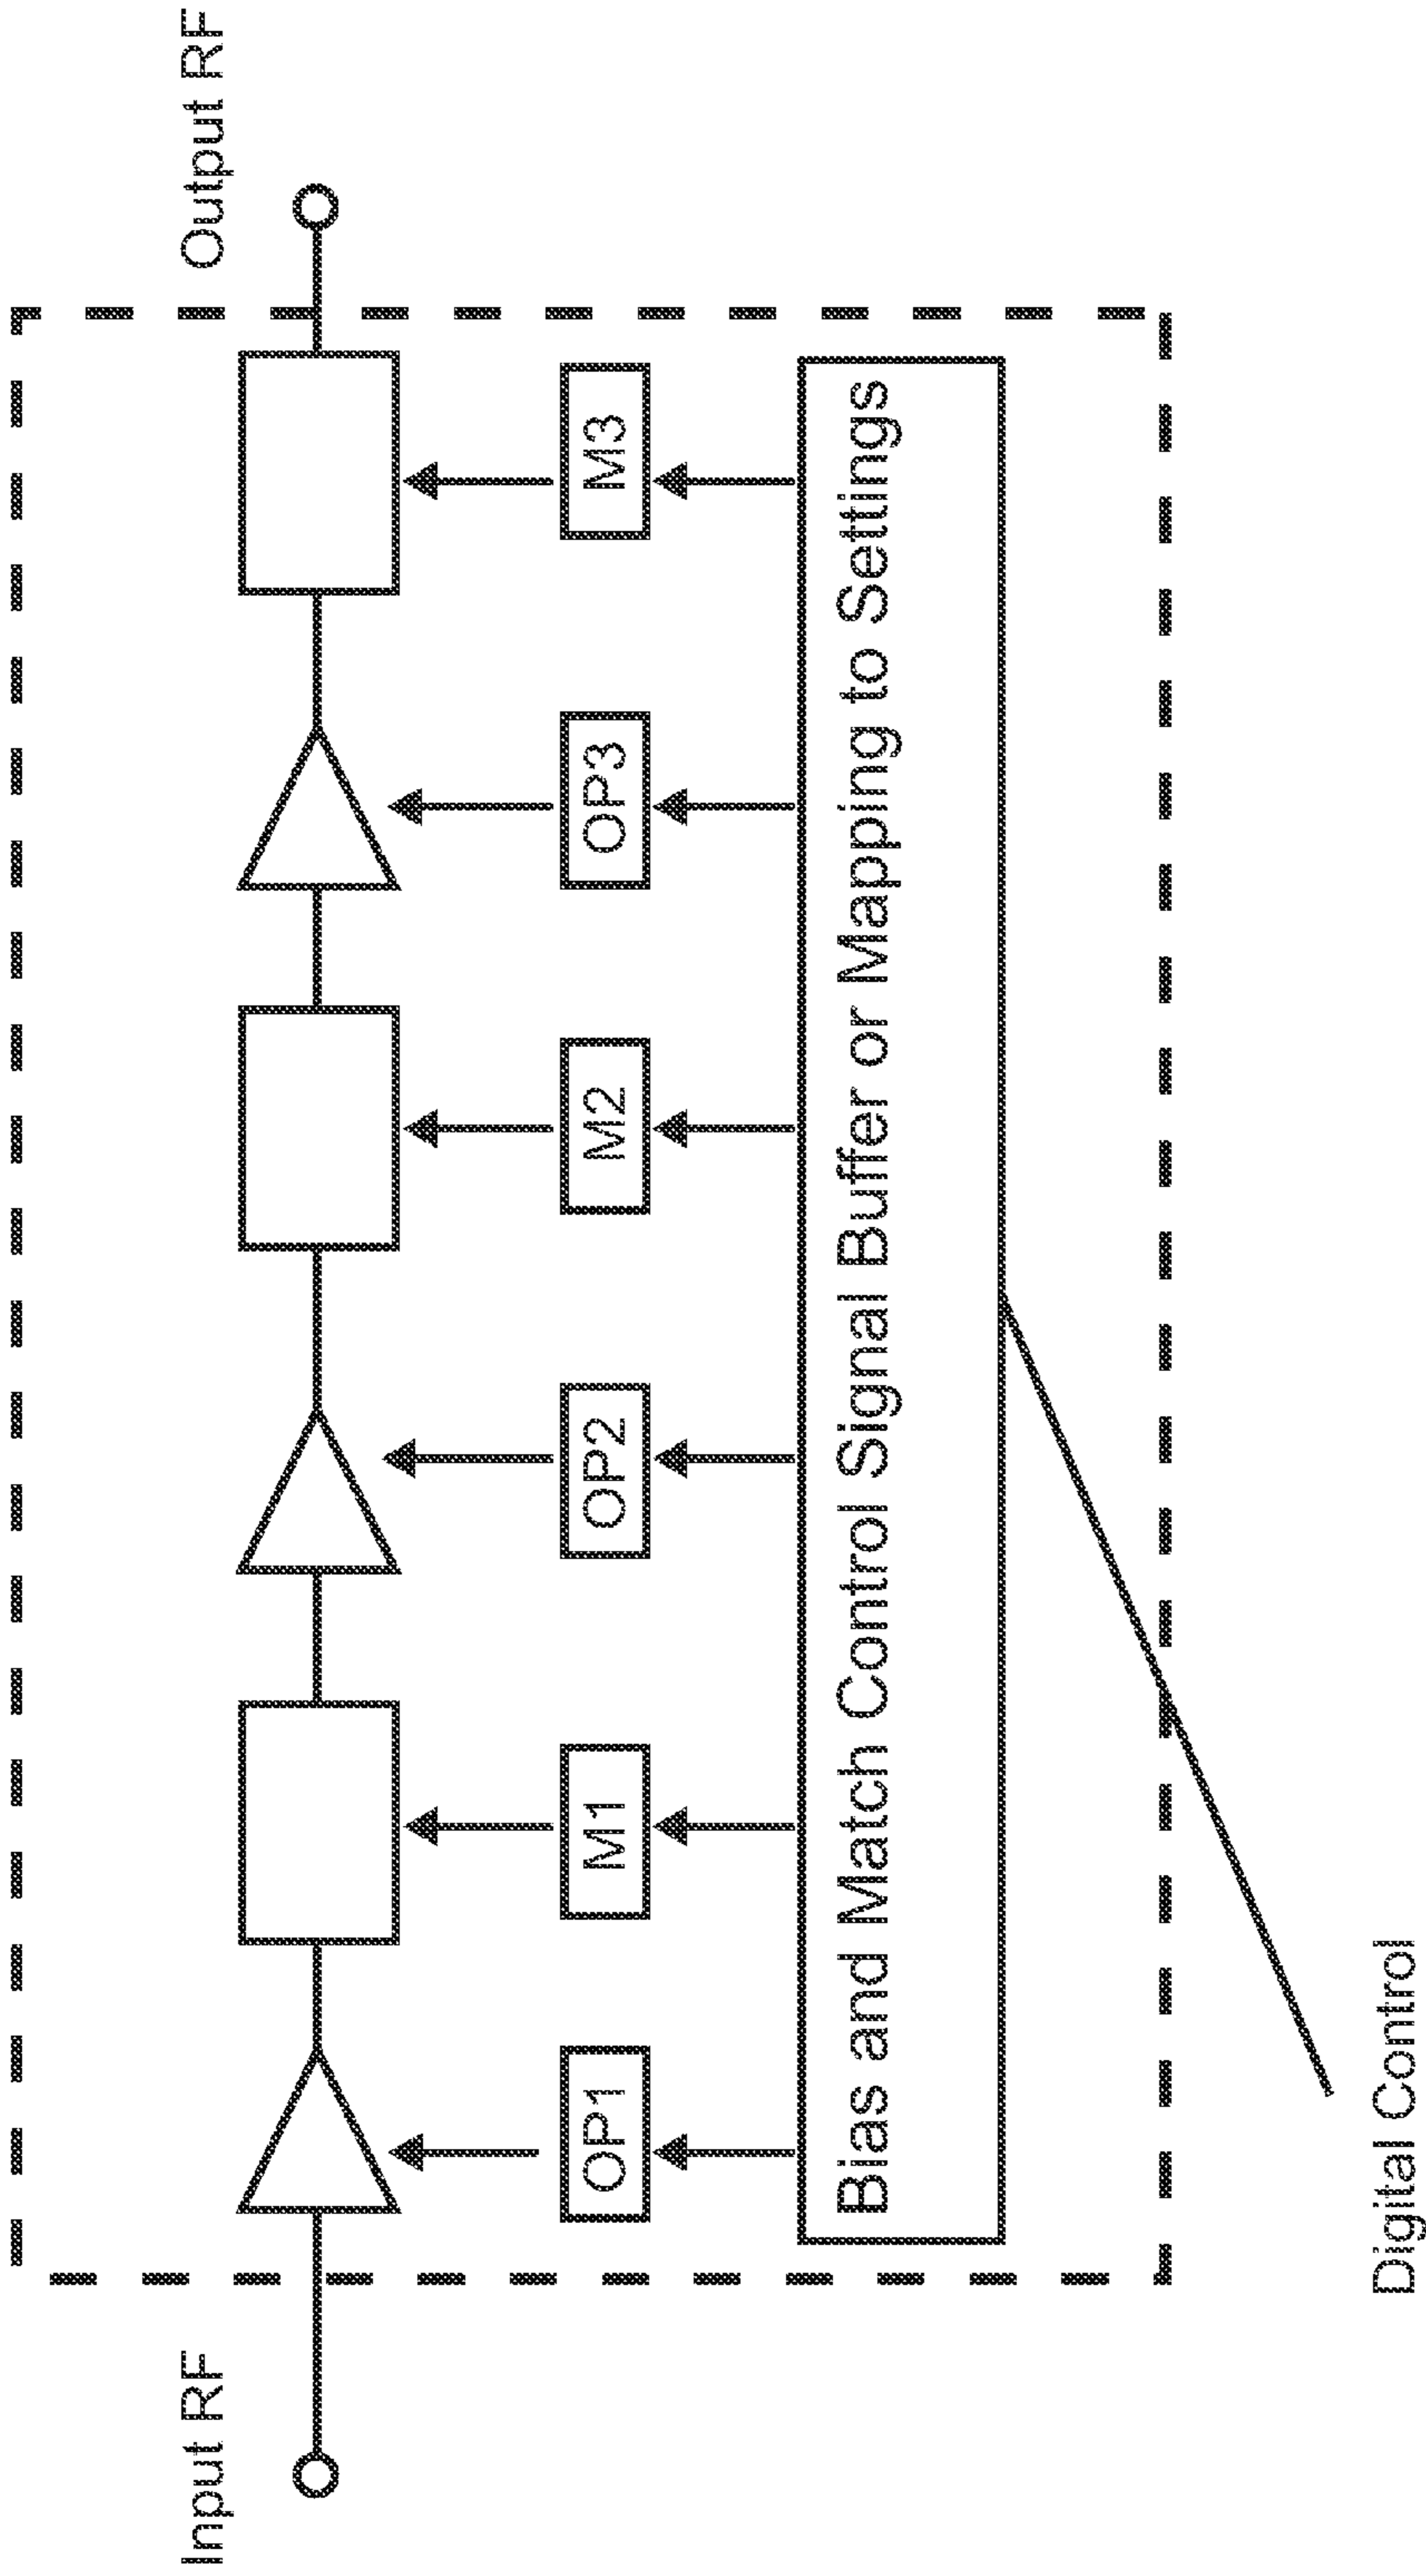 Input RF
Output RF
OP1
M1
OP2
M2
OP3
M3
Bias and Match Control Signal Buffer or Mapping to Settings
Digital Control